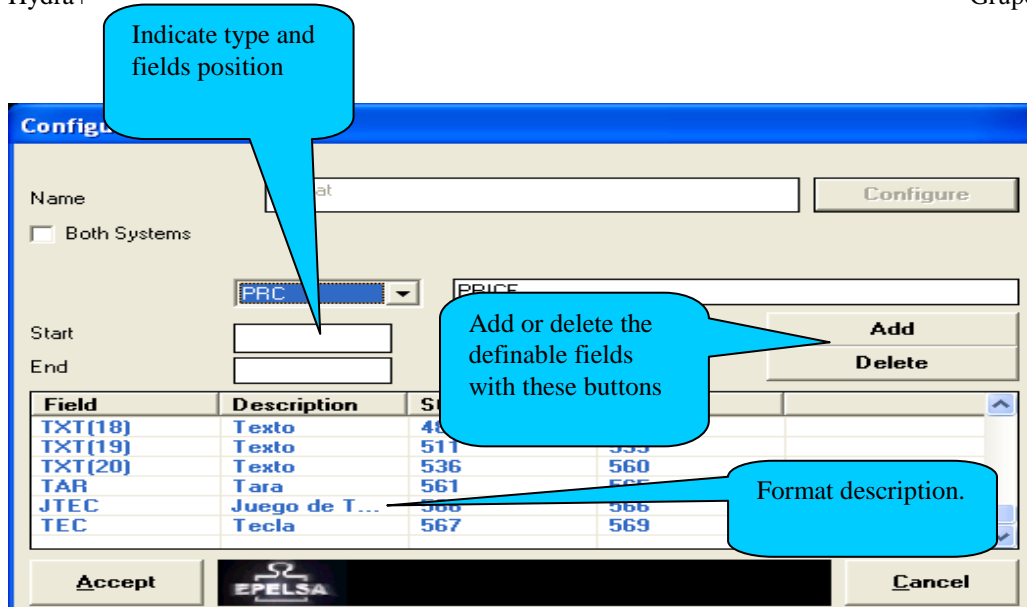 Indicate type and
fields position
Name
Configure
Both Systems
PRC
PRICE
Start
End
Add or delete the
definable fields
with these buttons
Add
Delete
Field Description
TXT(18) Texto
TXT(19) Texto 511
TXT(20) Texto 536 560
TAR Tara 561
JTEC Juego de T... 566
TEC Tecla 567 569
Format description.
Accept
EPELSA
Cancel